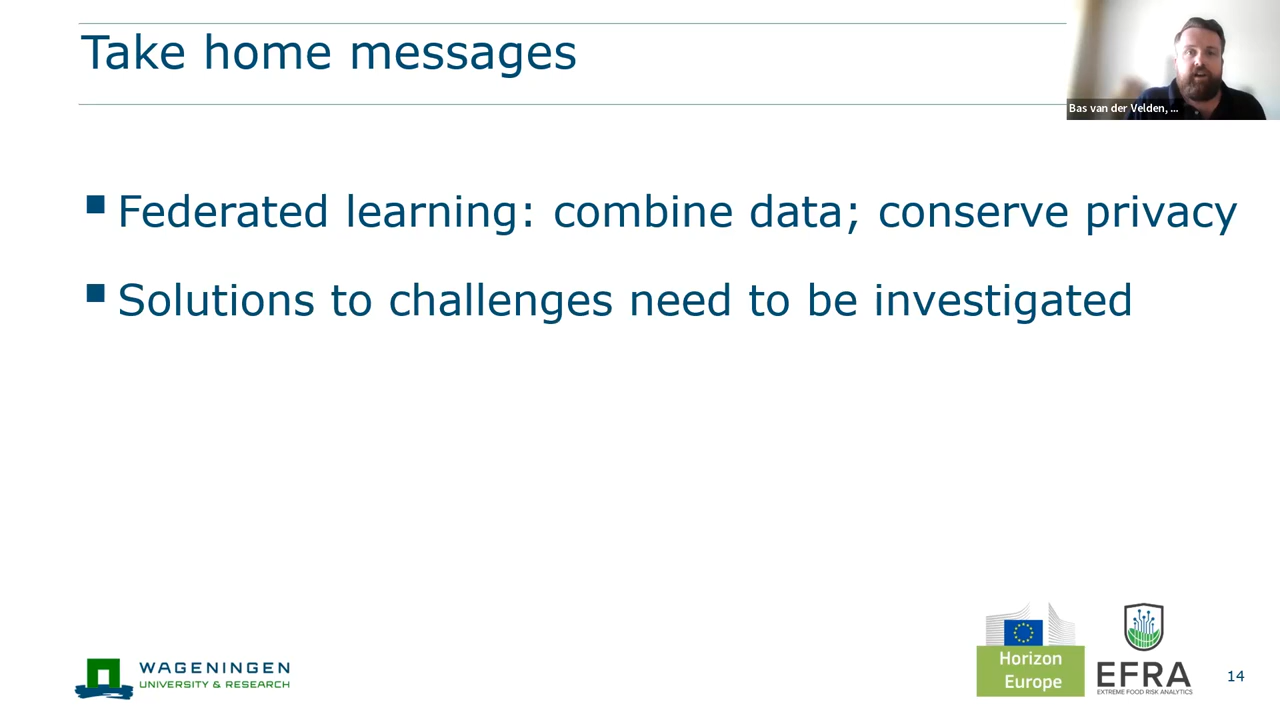 Take home messages
Bas van der Velden, ...
Federated learning: combine data; conserve privacy
Solutions to challenges need to be investigated
WAGENINGEN
UNIVERSITY & RESEARCH
Horizon
Europe
EFRA
EXTREME FOOD RISK ANALYTICS
14